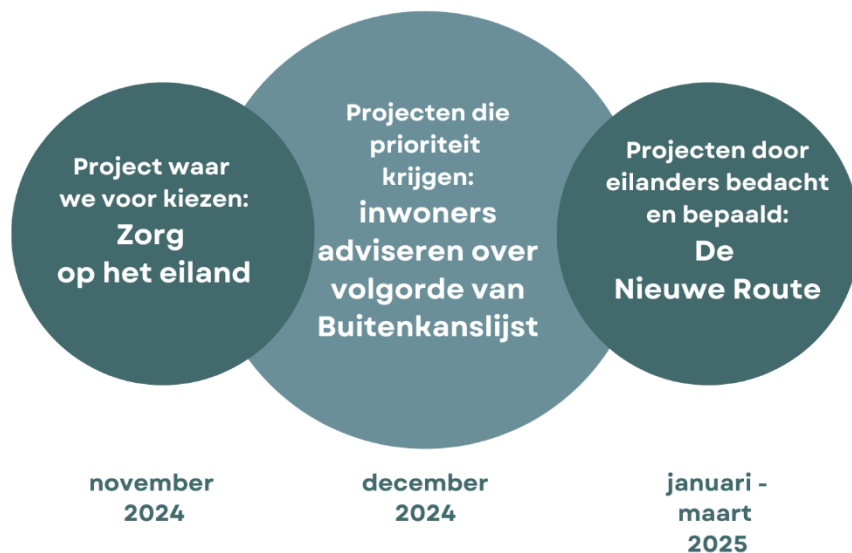 Project waar
we voor kiezen:
Zorg
op het eiland
Projecten die
prioriteit
krijgen:
inwoners
adviseren over
volgorde van
Buitenkanslijst
Projecten door
eilanders bedacht
en bepaald:
De
Nieuwe Route
november
2024
december
2024
januari -
maart
2025